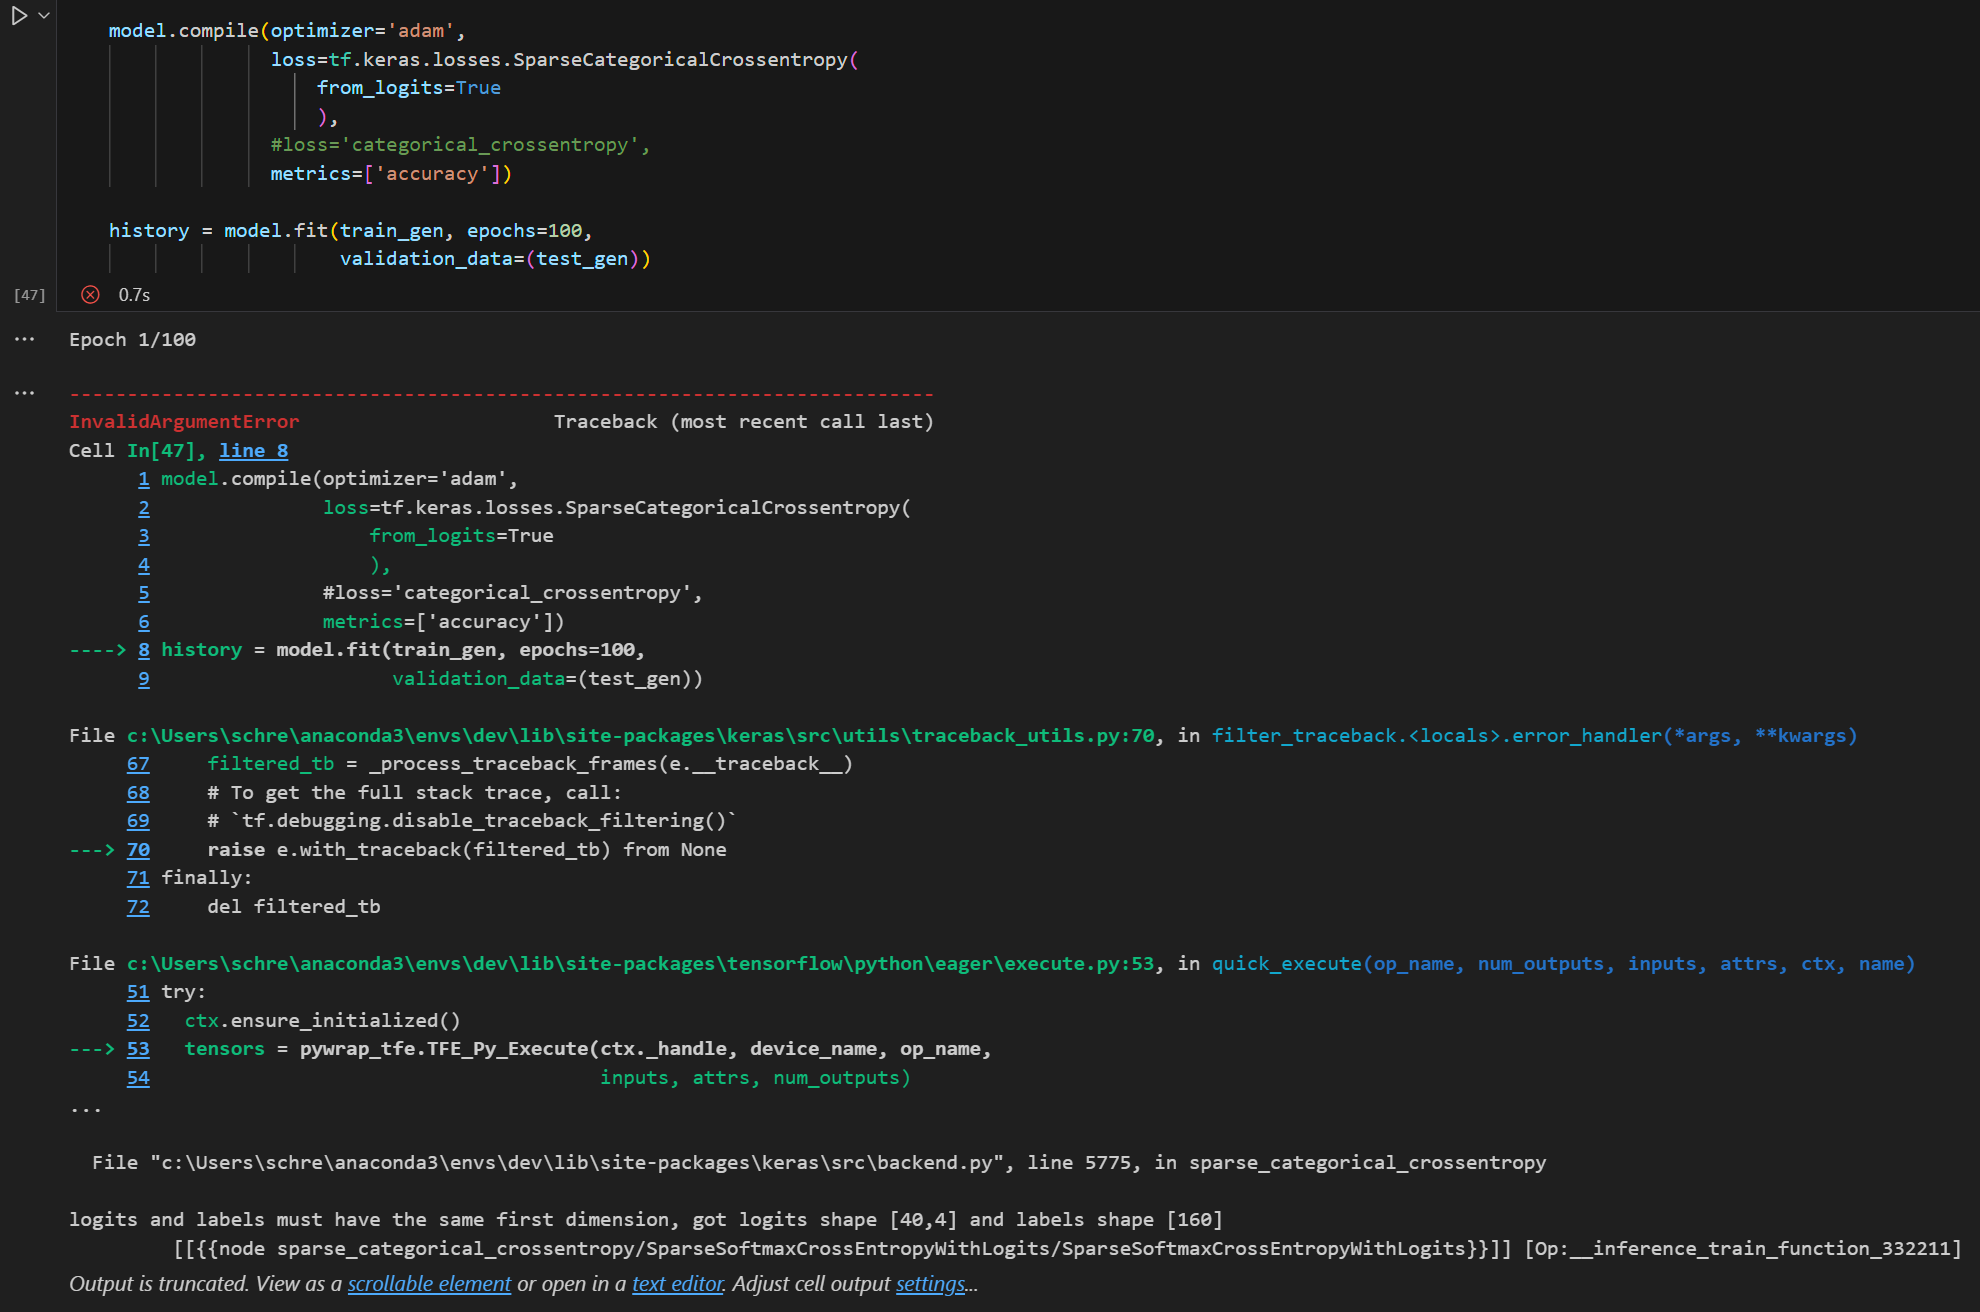 model.compile(optimizer='adam',
loss=tf.keras.losses.SparseCategoricalCrossentropy(
from_logits=True
),
#loss='categorical_crossentropy',
metrics=['accuracy'])
history = model.fit(train_gen, epochs=100,
validation_data=(test_gen))
[47]
0.7s
... Epoch 1/100
... ---------------------------------------------------------------------------
InvalidArgumentError Traceback (most recent call last)
Cell In[47], line 8
1 model.compile(optimizer='adam',
2 loss=tf.keras.losses.SparseCategoricalCrossentropy(
3 from_logits=True
4 ),
5 #loss='categorical_crossentropy',
6 metrics=['accuracy'])
----> 8 history = model.fit(train_gen, epochs=100,
9 validation_data=(test_gen))
File c:\Users\schre\anaconda3\envs\dev\lib\site-packages\keras\src\utils\traceback_utils.py:70, in filter_traceback.<locals>.error_handler(*args, **kwargs)
67 filtered_tb = _process_traceback_frames(e.__traceback__)
68 # To get the full stack trace, call:
69 # `tf.debugging.disable_traceback_filtering()`
---> 70 raise e.with_traceback(filtered_tb) from None
71 finally:
72 del filtered_tb
File c:\Users\schre\anaconda3\envs\dev\lib\site-packages\tensorflow\python\eager\execute.py:53, in quick_execute(op_name, num_outputs, inputs, attrs, ctx, name)
51 try:
52 ctx.ensure_initialized()
---> 53 tensors = pywrap_tfe.TFE_Py_Execute(ctx._handle, device_name, op_name,
54 inputs, attrs, num_outputs)
...
File "c:\Users\schre\anaconda3\envs\dev\lib\site-packages\keras\src\backend.py", line 5775, in sparse_categorical_crossentropy
logits and labels must have the same first dimension, got logits shape [40,4] and labels shape [160]
[[{{node sparse_categorical_crossentropy/SparseSoftmaxCrossEntropyWithLogits/SparseSoftmaxCrossEntropyWithLogits}}]] [Op:__inference_train_function_332211]
Output is truncated. View as a scrollable element or open in a text editor. Adjust cell output settings...